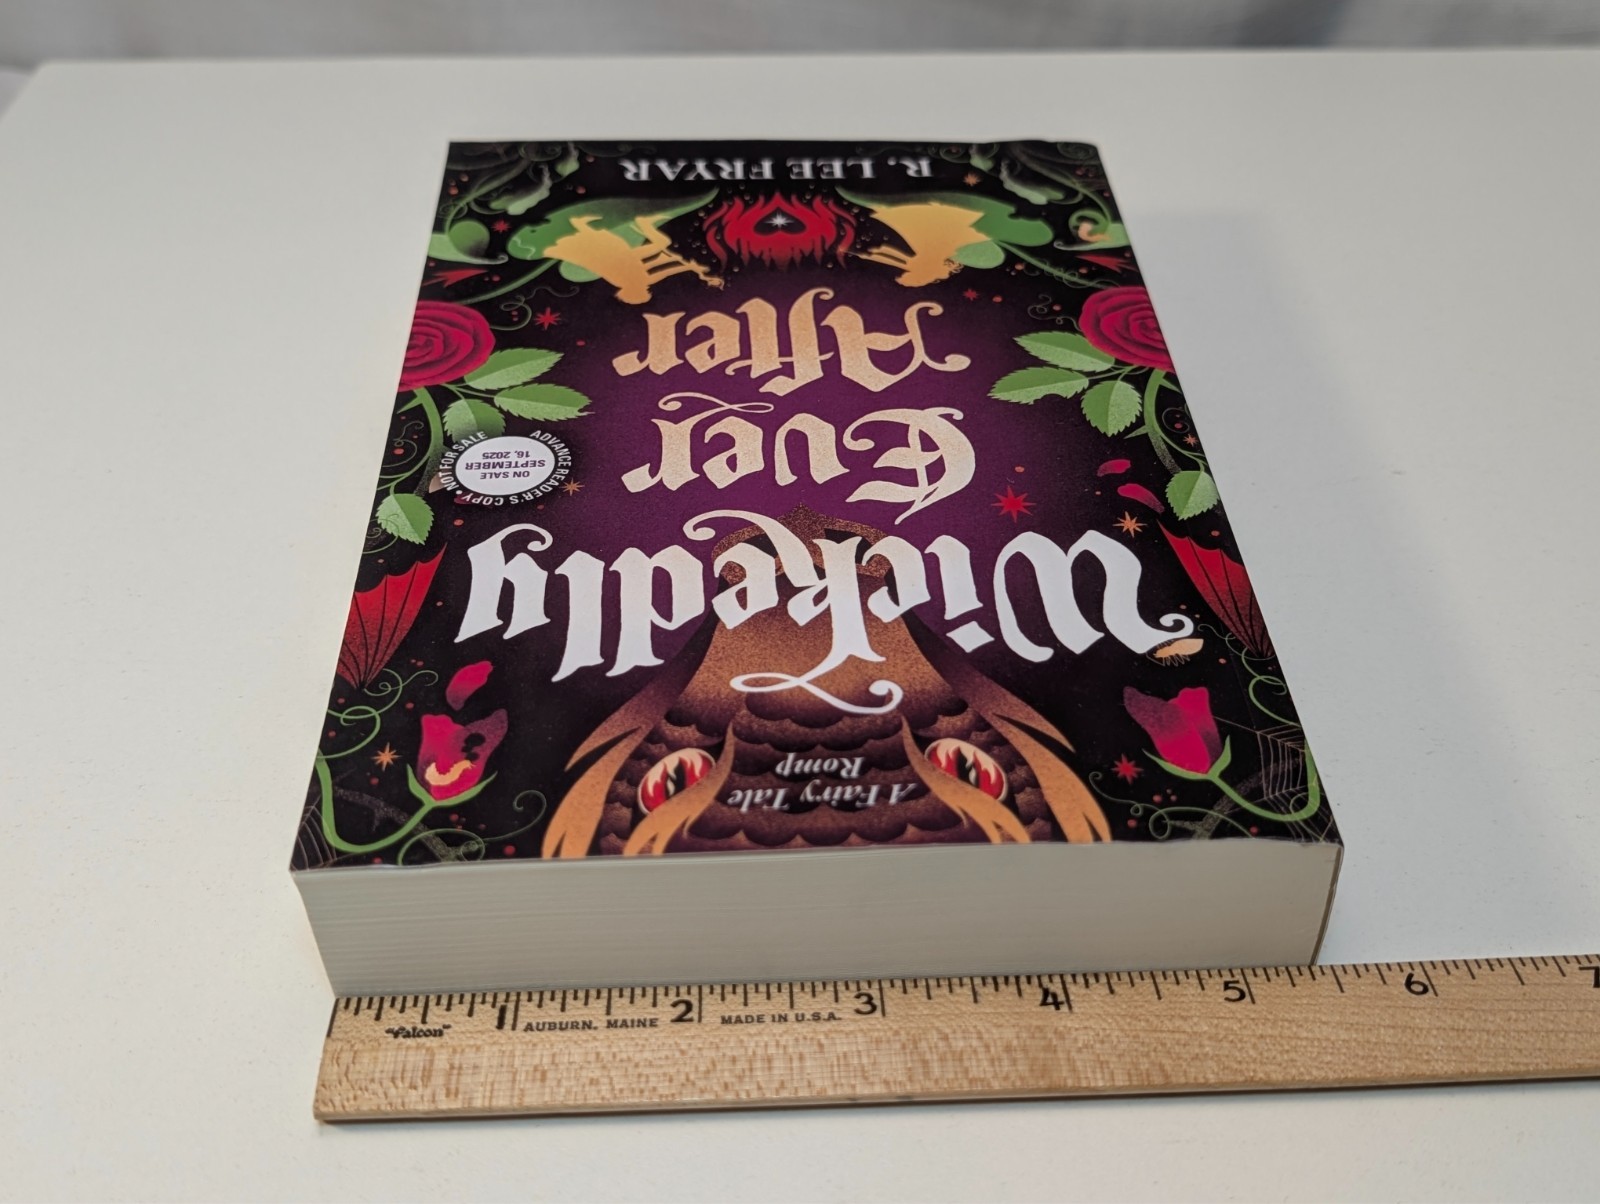 A Fairy Tale
Romp
Wickedly
Ever
After
R. LEE FRYAR
ADVANCE READER'S COPY • NOT FOR SALE •
ON SALE
SEPTEMBER
16, 2025
1 2 3 4 5 6 7
"Falcon"
AUBURN, MAINE
MADE IN U.S.A.